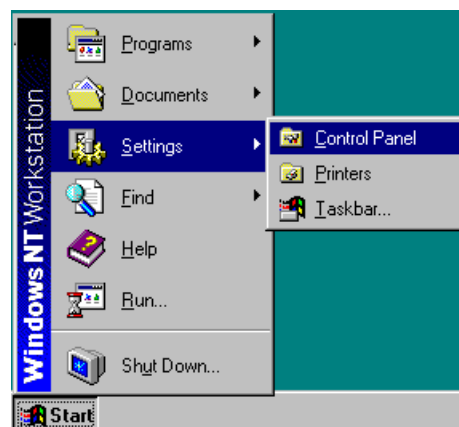 Windows NT Workstation
Programs
Documents
Settings
Find
Help
Run...
Shut Down...
Control Panel
Printers
Taskbar...
Start